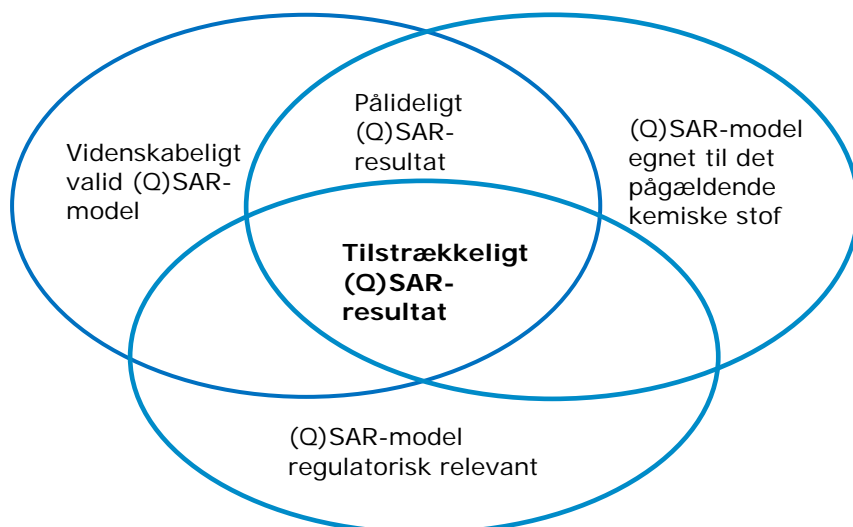 Videnskabeligt
valid (Q)SAR-
model
Pålideligt
(Q)SAR-
resultat
(Q)SAR-model
egnet til det
pågældende
kemiske stof
Tilstrækkeligt
(Q)SAR-
resultat
(Q)SAR-model
regulatorisk relevant